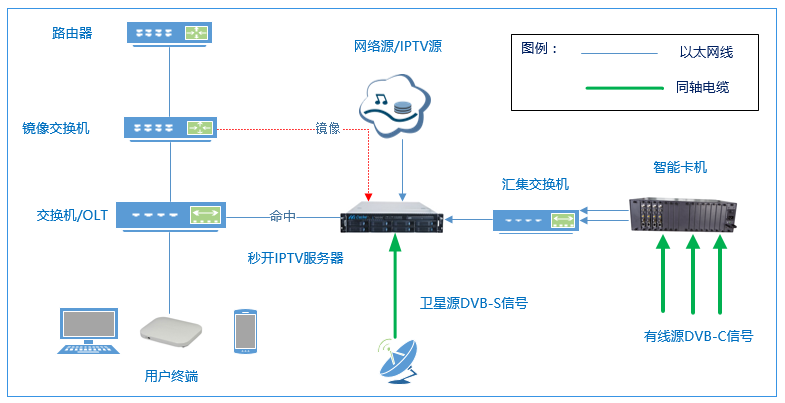 路由器
网络源/IPTV源
图例：
以太网线
同轴电缆
镜像交换机
镜像
智能卡机
汇集交换机
交换机/OLT
命中
秒开IPTV服务器
卫星源DVB-S信号
有线源DVB-C信号
用户终端